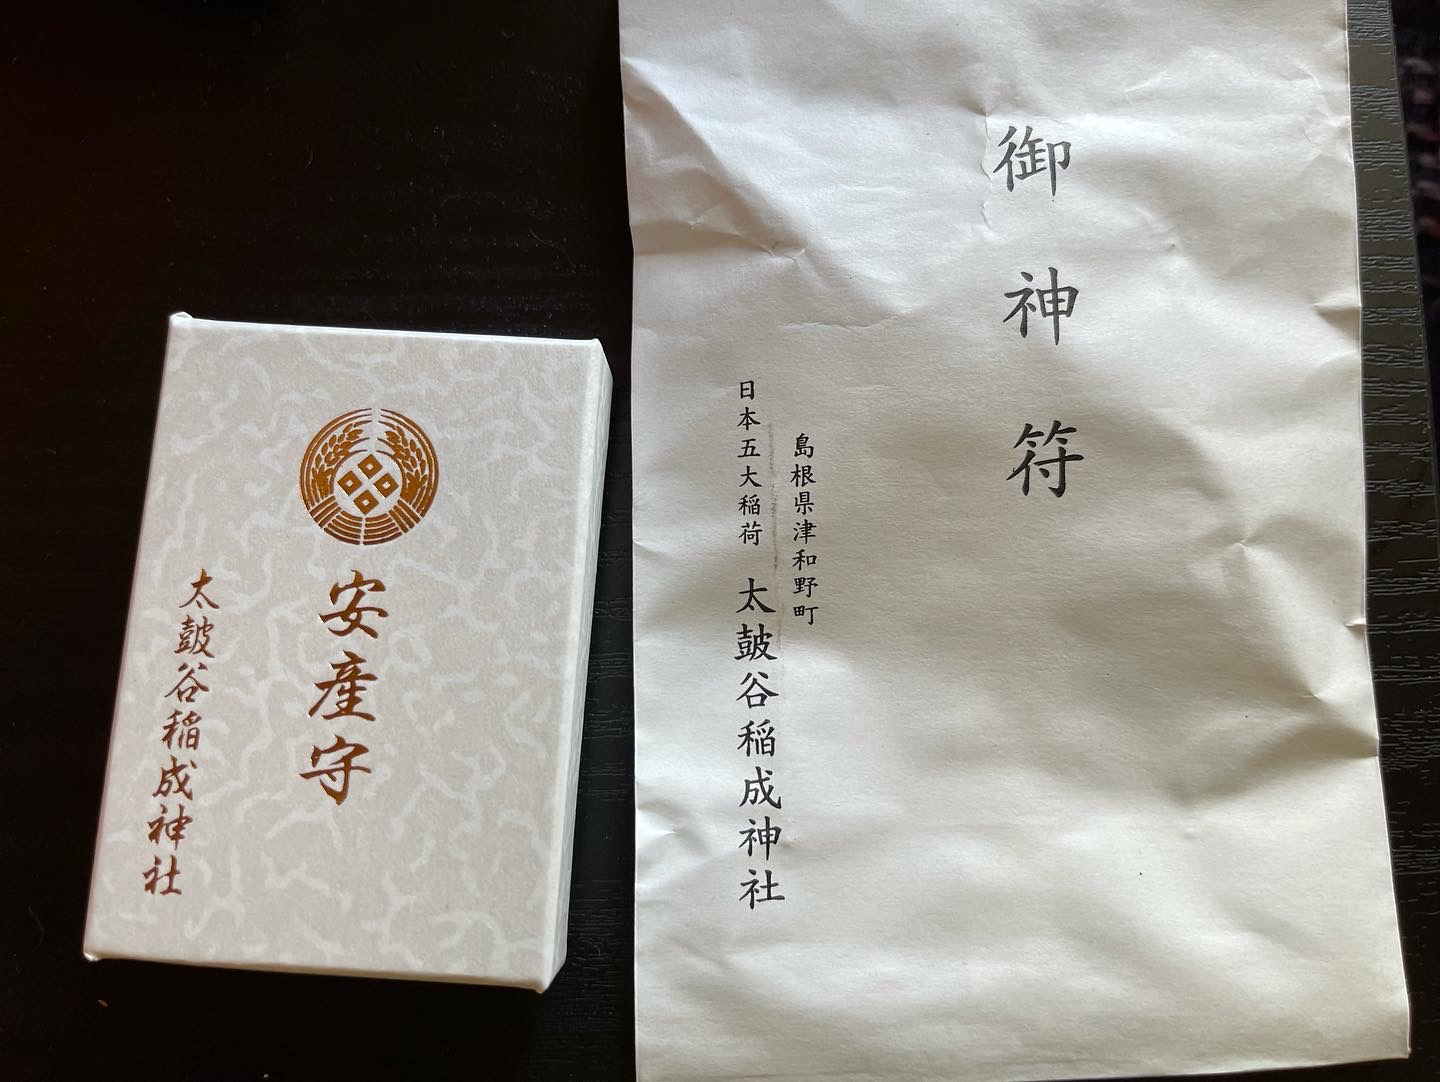 安産守
太皷谷稲成神社
御神符
島根県津和野町
日本五大稲荷 太皷谷稲成神社